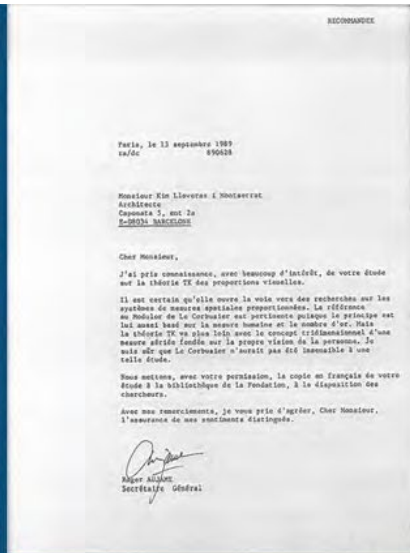 RECOMMANDEE
Paris, le 13 septembre 1989
ra/dc 890628
Monsieur Kim Lloveras i Montserrat
Architecte
Caponata 5, ent 2a
E-08034 BARCELONE
Cher Monsieur,
J'ai pris connaissance, avec beaucoup d'intérêt, de votre étude
sur la théorie TK des proportions visuelles.
Il est certain qu'elle ouvre la voie vers des recherches sur les
systèmes de mesures spatiales proportionnées. La référence
au Modulor de Le Corbusier est pertinente puisque le principe est
lui aussi basé sur la mesure humaine et le nombre d'or. Mais
la théorie TK va plus loin avec le concept tridimensionnel d'une
mesure sériée fondée sur la propre vision de la personne. Je
suis sûr que Le Corbusier n'aurait pas été insensible à une
telle étude.
Nous mettons, avec votre permission, la copie en français de votre
étude à la bibliothèque de la Fondation, à la disposition des
chercheurs.
Avec mes remerciements, je vous prie d'agréer, Cher Monsieur,
l'assurance de mes sentiments distingués.
Roger AUJAME
Secrétaire Général